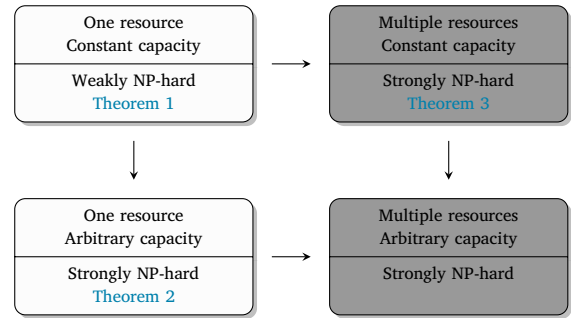 One resource
Constant capacity
Weakly NP-hard
Theorem 1
Multiple resources
Constant capacity
Strongly NP-hard
Theorem 3
One resource
Arbitrary capacity
Strongly NP-hard
Theorem 2
Multiple resources
Arbitrary capacity
Strongly NP-hard